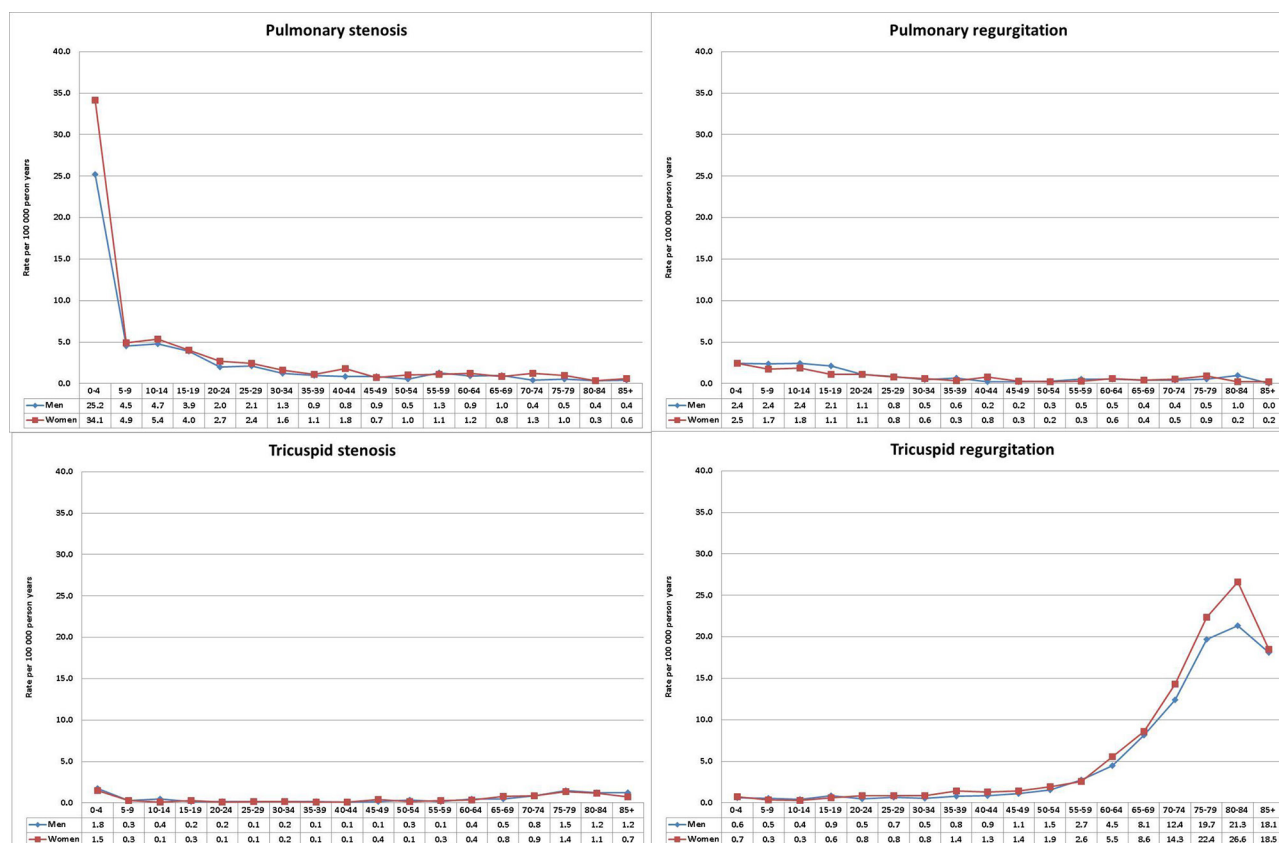 Pulmonary stenosis
Rate per 100 000 peron years
40.0
35.0
30.0
25.0
20.0
15.0
10.0
5.0
0.0
0-4 5-9 10-14 15-19 20-24 25-29 30-34 35-39 40-44 45-49 50-54 55-59 60-64 65-69 70-74 75-79 80-84 85+
Men 25.2 4.5 4.7 3.9 2.0 2.1 1.3 0.9 0.8 0.9 0.5 1.3 0.9 1.0 0.4 0.5 0.4 0.4
Women 34.1 4.9 5.4 4.0 2.7 2.4 1.6 1.1 1.8 0.7 1.0 1.1 1.2 0.8 1.3 1.0 0.3 0.6
Pulmonary regurgitation
Rate per 100 000 person years
40.0
35.0
30.0
25.0
20.0
15.0
10.0
5.0
0.0
0-4 5-9 10-14 15-19 20-24 25-29 30-34 35-39 40-44 45-49 50-54 55-59 60-64 65-69 70-74 75-79 80-84 85+
Men 2.4 2.4 2.4 2.1 1.1 0.8 0.5 0.6 0.2 0.2 0.3 0.5 0.5 0.4 0.4 0.5 1.0 0.0
Women 2.5 1.7 1.8 1.1 1.1 0.8 0.6 0.3 0.8 0.3 0.2 0.3 0.6 0.4 0.5 0.9 0.2 0.2
Tricuspid stenosis
Rate per 100 000 person years
40.0
35.0
30.0
25.0
20.0
15.0
10.0
5.0
0.0
0-4 5-9 10-14 15-19 20-24 25-29 30-34 35-39 40-44 45-49 50-54 55-59 60-64 65-69 70-74 75-79 80-84 85+
Men 1.8 0.3 0.4 0.2 0.2 0.1 0.2 0.1 0.1 0.1 0.3 0.1 0.4 0.5 0.8 1.5 1.2 1.2
Women 1.5 0.3 0.1 0.3 0.1 0.1 0.1 0.1 0.1 0.4 0.1 0.3 0.4 0.8 0.9 1.4 1.1 0.7
Tricuspid regurgitation
Rate per 100 000 person years
40.0
35.0
30.0
25.0
20.0
15.0
10.0
5.0
0.0
0-4 5-9 10-14 15-19 20-24 25-29 30-34 35-39 40-44 45-49 50-54 55-59 60-64 65-69 70-74 75-79 80-84 85+
Men 0.6 0.5 0.4 0.9 0.5 0.7 0.5 0.8 0.9 1.1 1.5 2.7 4.5 8.1 12.4 19.7 21.3 18.1
Women 0.7 0.3 0.3 0.6 0.8 0.8 0.8 1.4 1.3 1.4 1.9 2.6 5.5 8.6 14.3 22.4 26.6 18.5